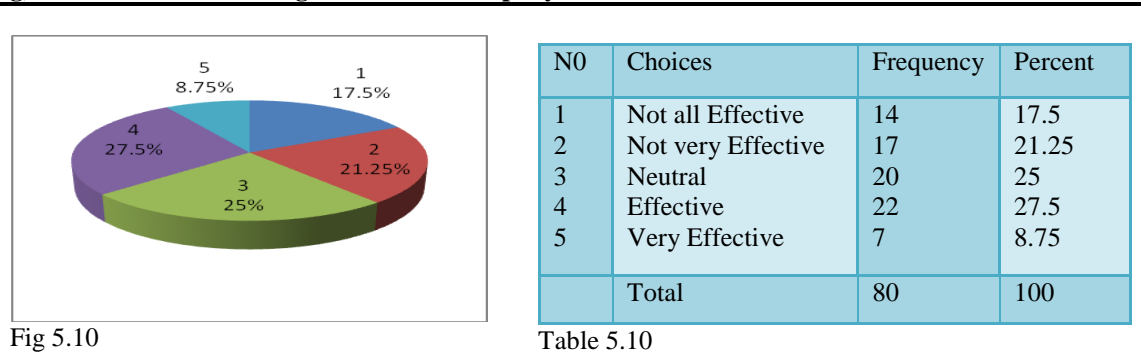 5
8.75%
1
17.5%
4
27.5%
2
21.25%
3
25%
Fig 5.10
N0 Choices Frequency Percent
1 Not all Effective 14 17.5
2 Not very Effective 17 21.25
3 Neutral 20 25
4 Effective 22 27.5
5 Very Effective 7 8.75
Total 80 100
Table 5.10